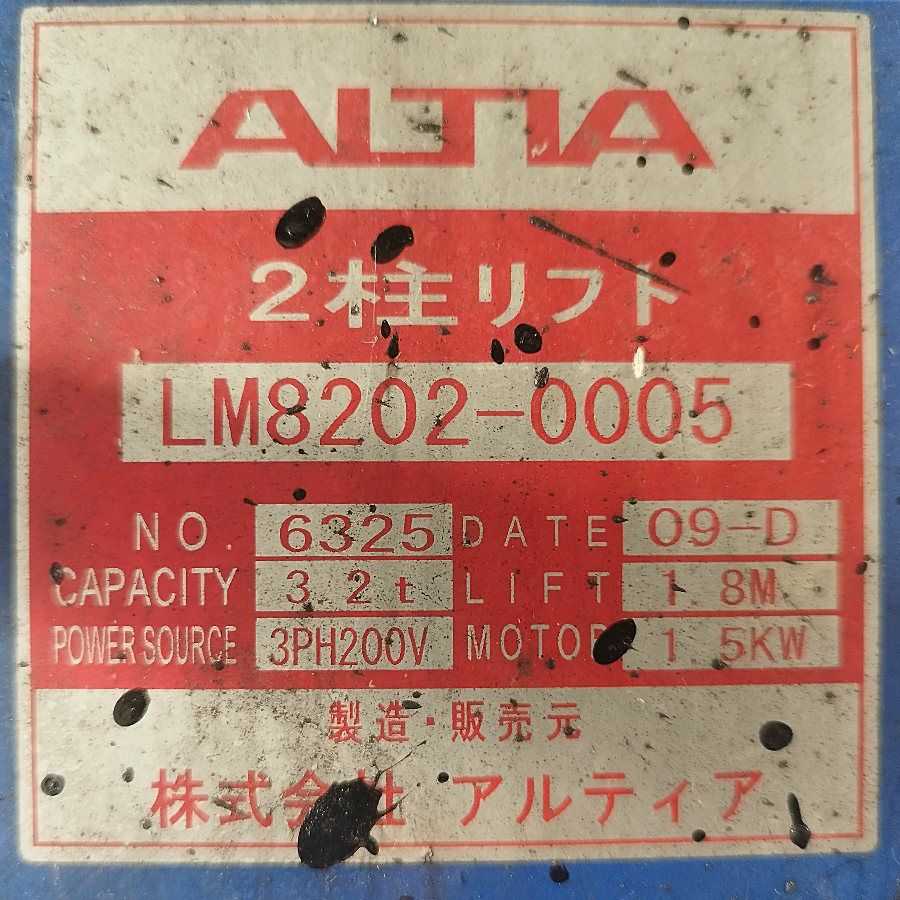 ALTIA
2柱リフト
LM8202-0005
NO. 6325 DATE 09-D
CAPACITY 3.2t LIFT 1.8M
POWER SOURCE 3PH200V MOTOR 1.5KW
製造・販売元
株式会社 アルティア